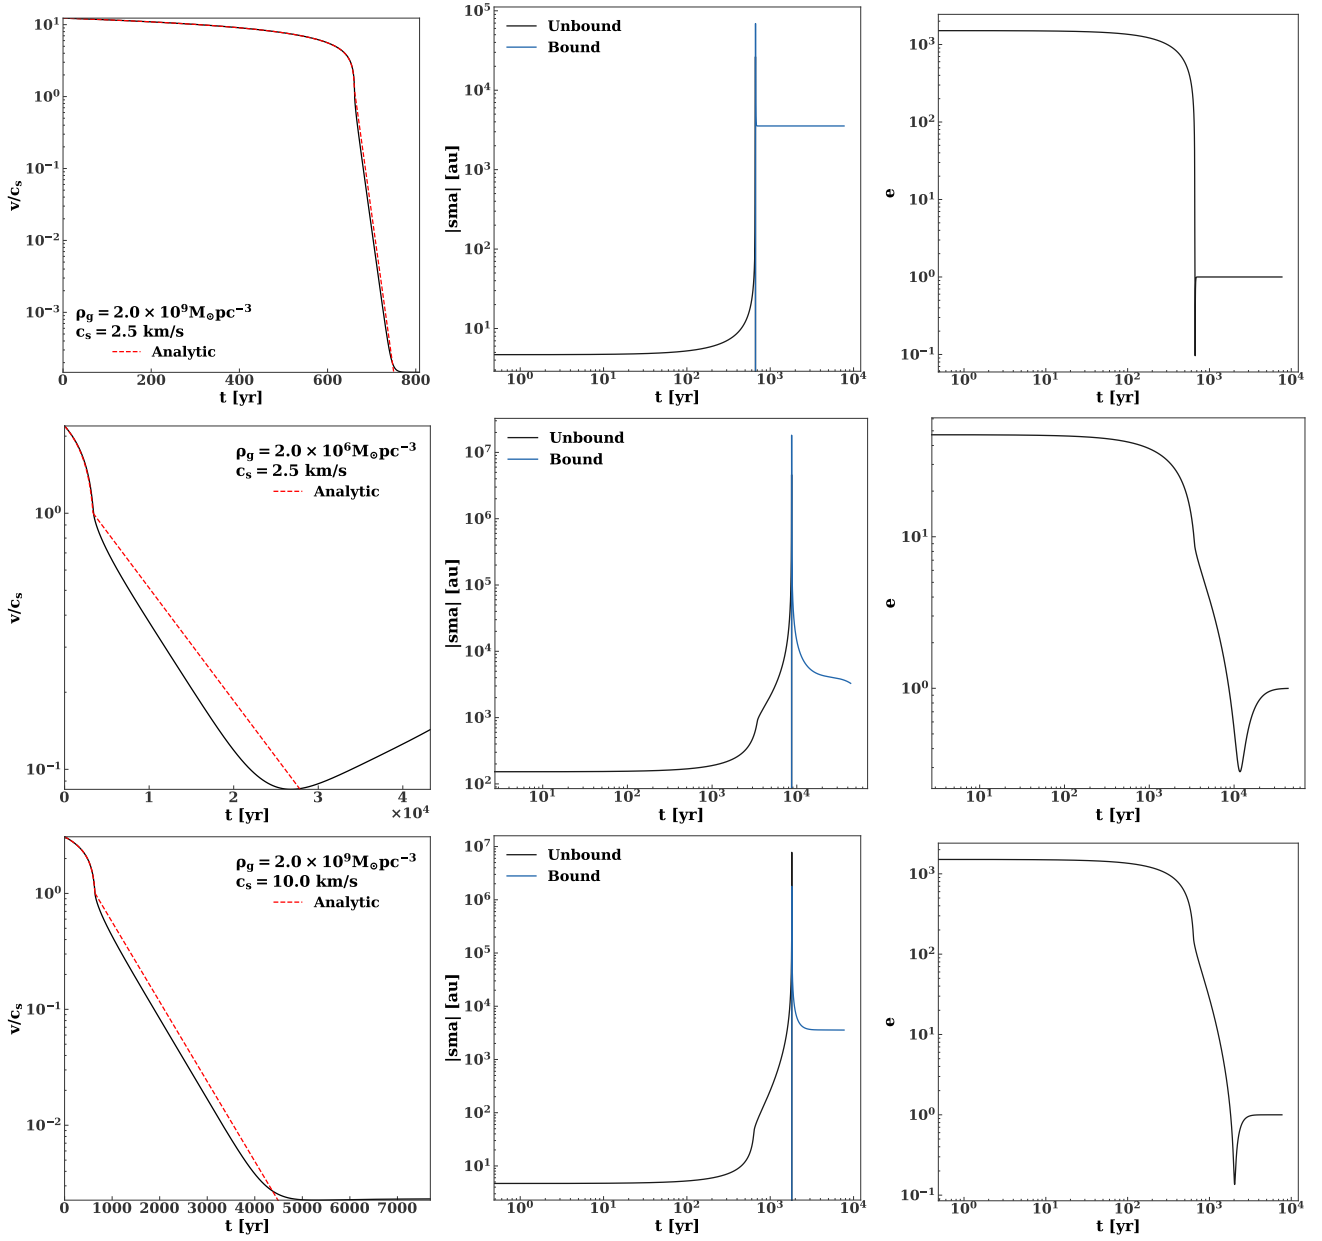 10¹
10⁰
10⁻¹
10⁻²
10⁻³
v/cₛ
ρg = 2.0 × 10⁹M⊙pc⁻³
cₛ = 2.5 km/s
Analytic
0 200 400 600 800
t [yr]
10⁵
10⁴
10³
10²
10¹
|sma| [au]
Unbound
Bound
10⁰ 10¹ 10² 10³ 10⁴
t [yr]
10³
10²
10¹
10⁰
10⁻¹
e
10⁰ 10¹ 10² 10³ 10⁴
t [yr]
10⁰
10⁻¹
v/cₛ
ρg = 2.0 × 10⁶M⊙pc⁻³
cₛ = 2.5 km/s
Analytic
0 1 2 3 4
×10⁴
t [yr]
10⁷
10⁶
10⁵
10⁴
10³
10²
|sma| [au]
Unbound
Bound
10¹ 10² 10³ 10⁴
t [yr]
10¹
10⁰
e
10¹ 10² 10³ 10⁴
t [yr]
10⁰
10⁻¹
10⁻²
v/cₛ
ρg = 2.0 × 10⁹M⊙pc⁻³
cₛ = 10.0 km/s
Analytic
0 1000 2000 3000 4000 5000 6000 7000
t [yr]
10⁷
10⁶
10⁵
10⁴
10³
10²
10¹
|sma| [au]
Unbound
Bound
10⁰ 10¹ 10² 10³ 10⁴
t [yr]
10³
10²
10¹
10⁰
10⁻¹
e
10⁰ 10¹ 10² 10³ 10⁴
t [yr]